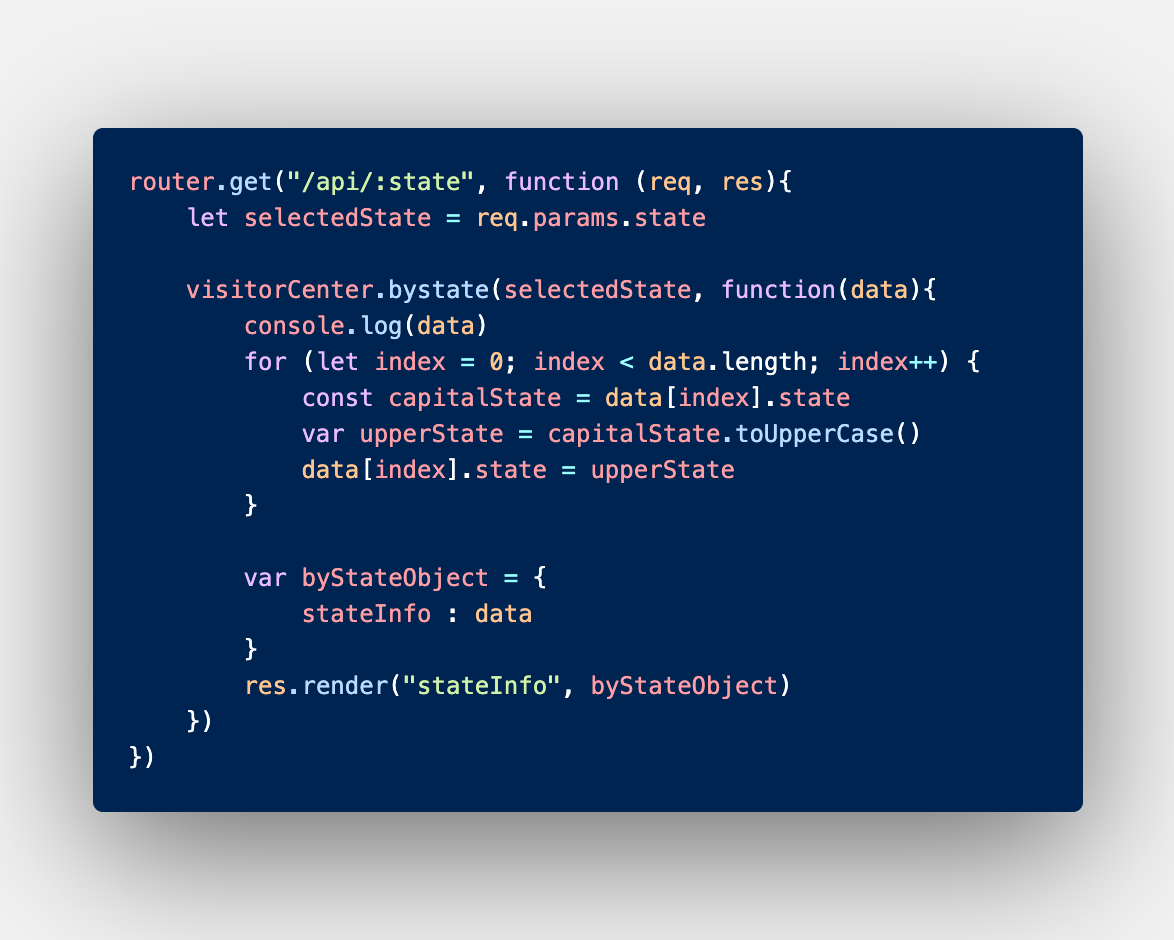 router.get("/api/:state", function (req, res){
    let selectedState = req.params.state

    visitorCenter.bystate(selectedState, function(data){
        console.log(data)
        for (let index = 0; index < data.length; index++) {
            const capitalState = data[index].state
            var upperState = capitalState.toUpperCase()
            data[index].state = upperState
        }

        var byStateObject = {
            stateInfo : data
        }
        res.render("stateInfo", byStateObject)
    })
})